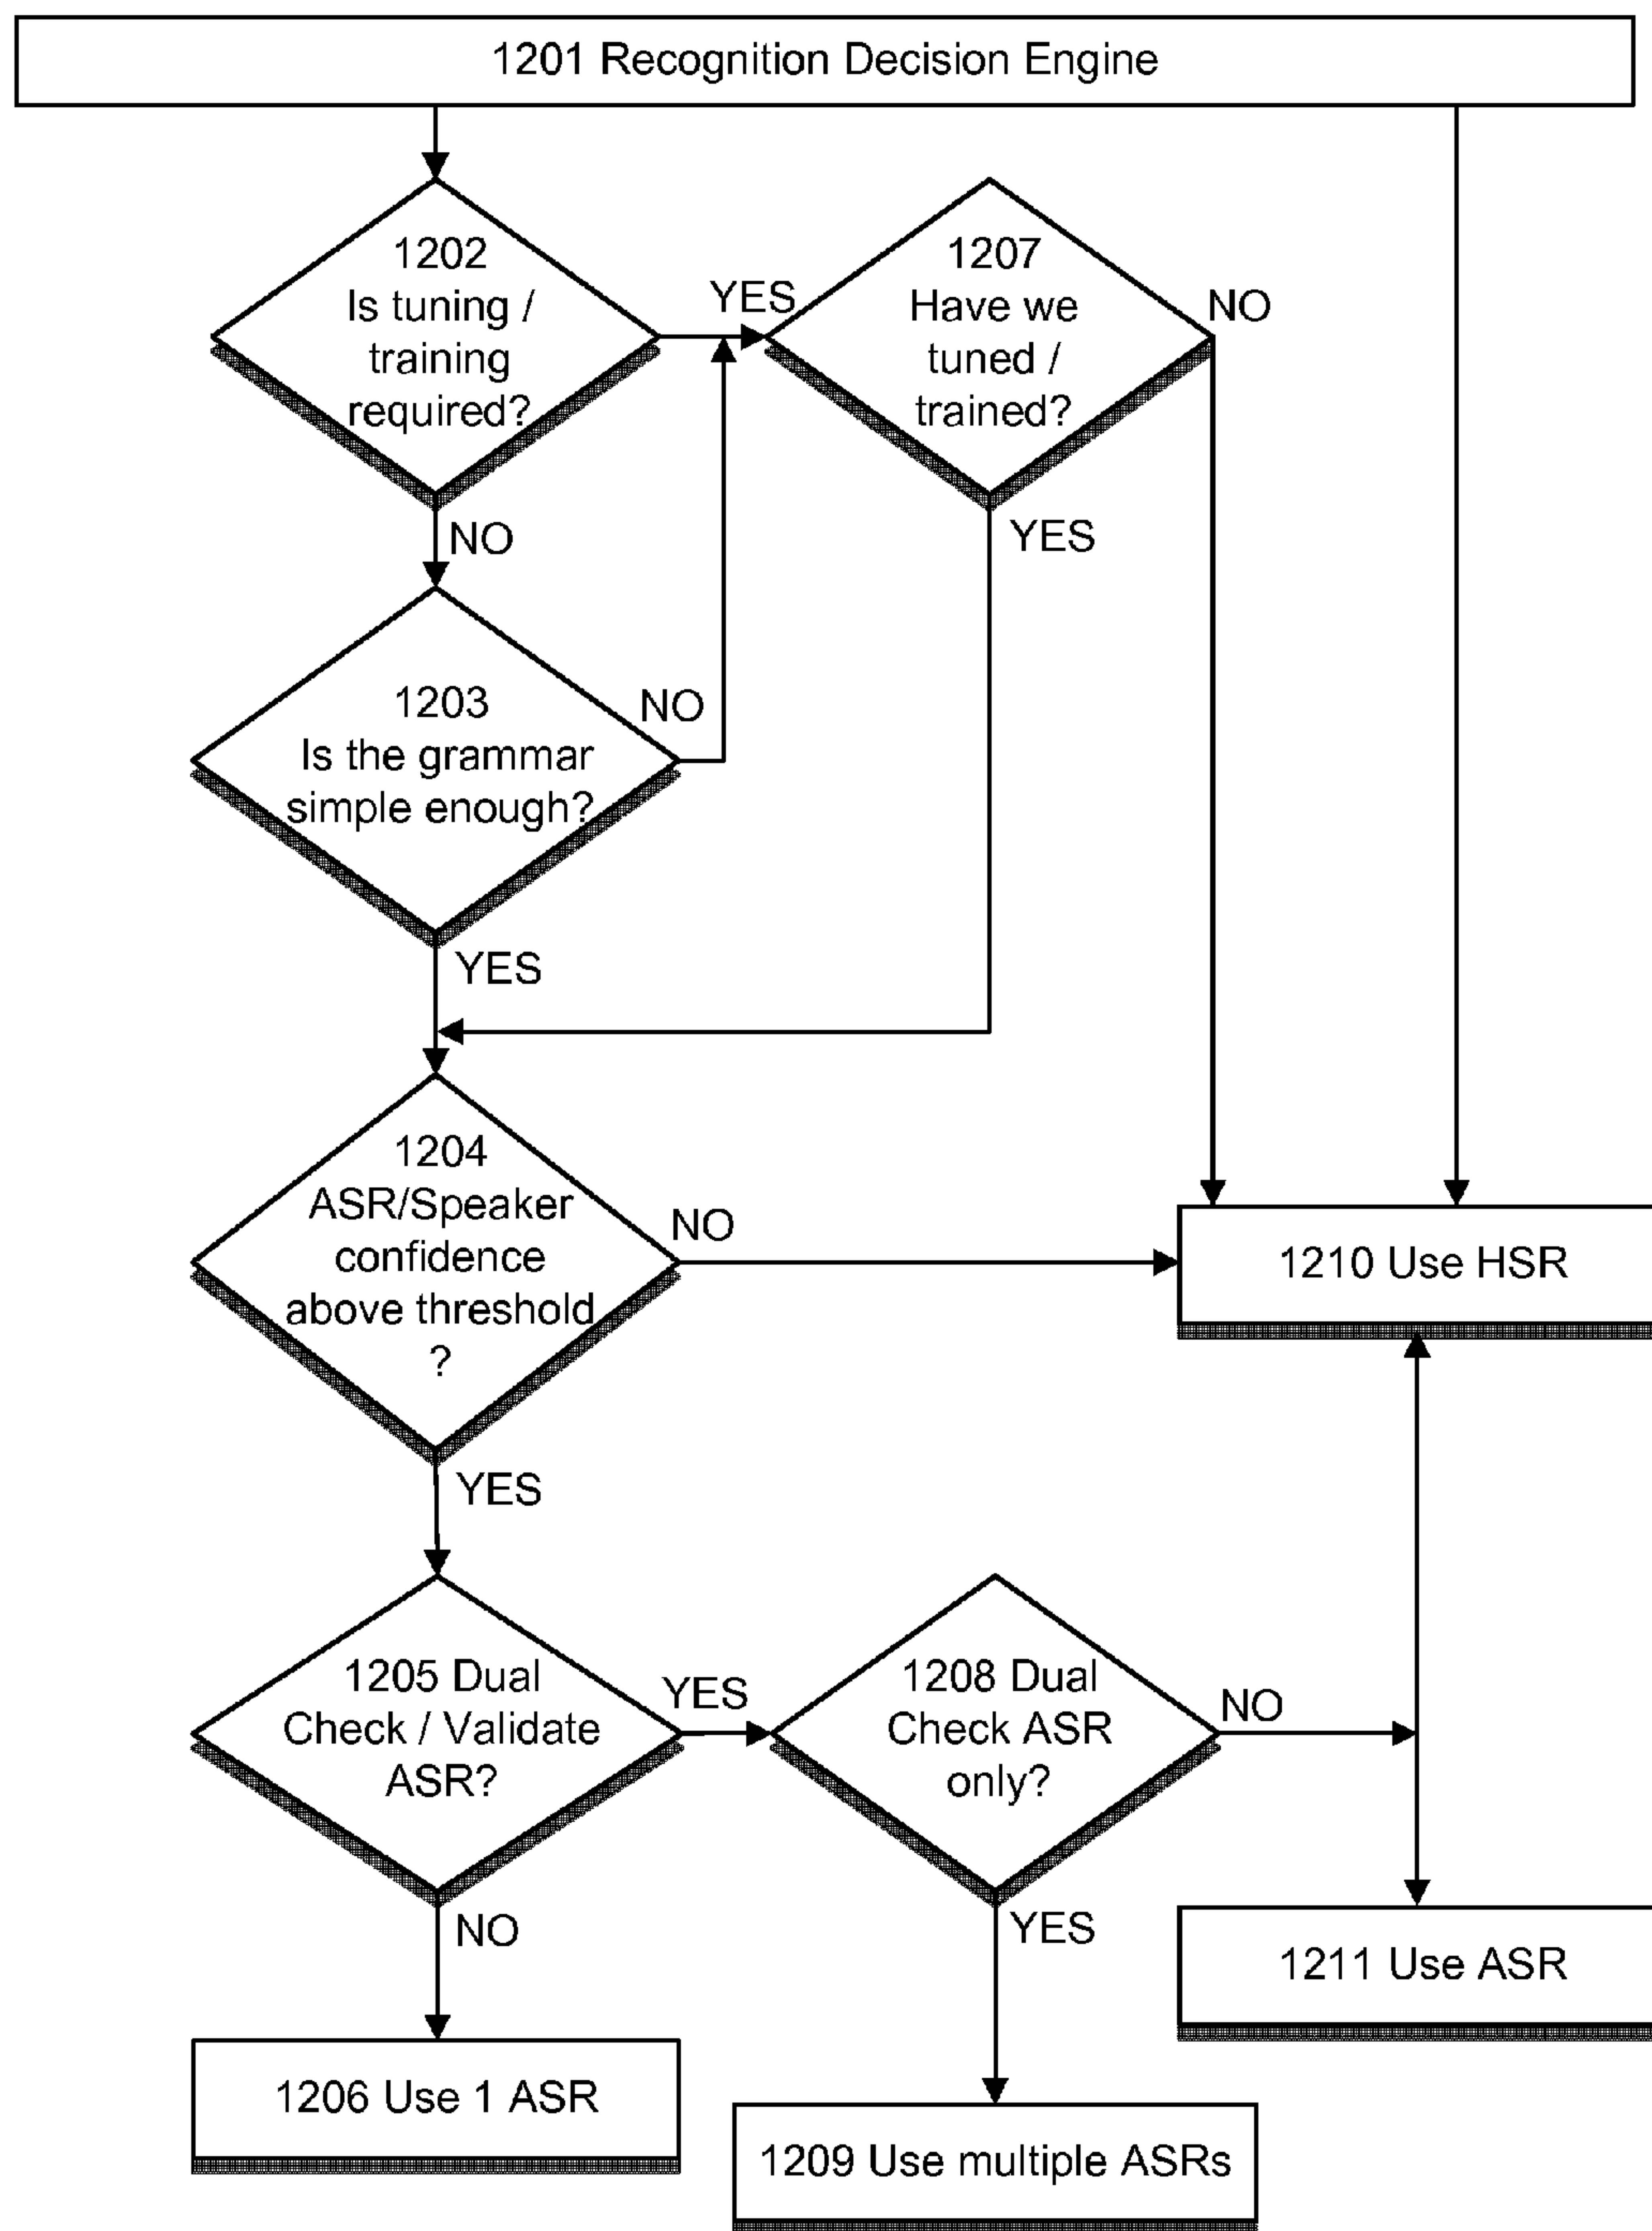 1201 Recognition Decision Engine
1202
Is tuning /
training
required?
YES
1207
Have we
tuned /
trained?
NO
NO
YES
1203
Is the grammar
simple enough?
NO
YES
1204
ASR/Speaker
confidence
above threshold
?
NO
1210 Use HSR
YES
1205 Dual
Check / Validate
ASR?
YES
1208 Dual
Check ASR
only?
NO
NO
YES
1211 Use ASR
1206 Use 1 ASR
1209 Use multiple ASRs